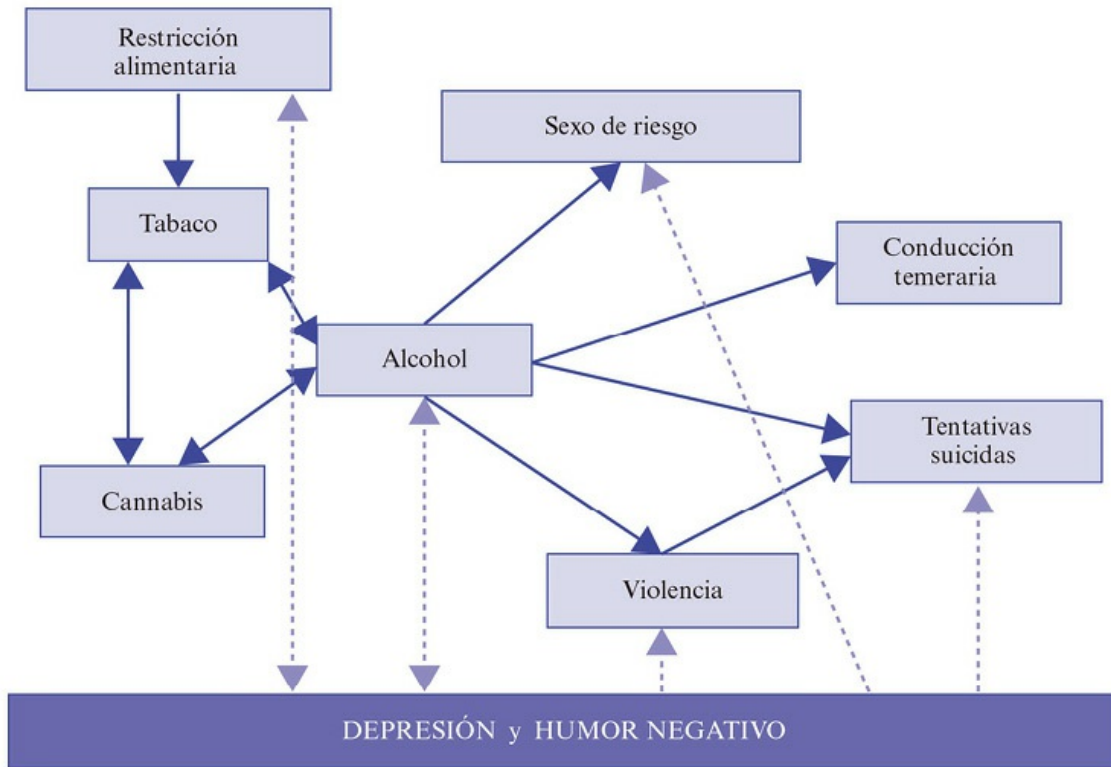 Restricción
alimentaria
Sexo de riesgo
Tabaco
Conducción
temeraria
Alcohol
Tentativas
suicidas
Cannabis
Violencia
DEPRESIÓN y HUMOR NEGATIVO